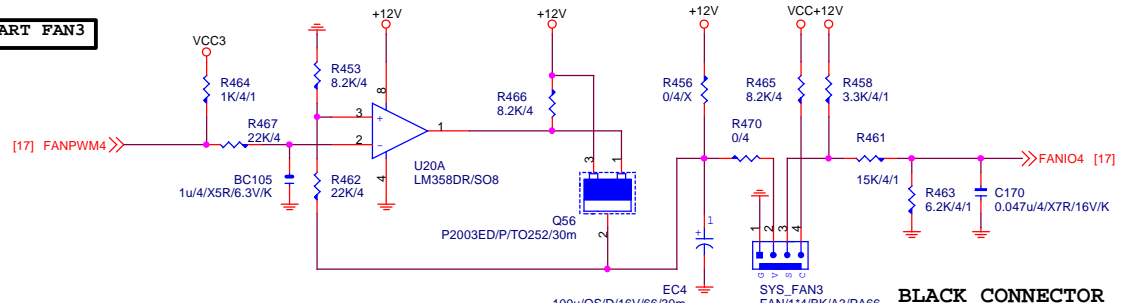 ART FAN3
+12V
+12V
+12V
VCC+12V
VCC3
R464
1K/4/1
R453
8.2K/4
8
3
+
2
-
1
4
R466
8.2K/4
R456
0/4/X
R465
8.2K/4
R458
3.3K/4/1
[17] FANPWM4
R467
22K/4
R470
0/4
R461
15K/4/1
FANIO4 [17]
BC105
1u/4/X5R/6.3V/K
R462
22K/4
U20A
LM358DR/SO8
3
1
2
Q56
P2003ED/P/TO252/30m
1
+
1
2
3
4
G
V
S
C
R463
6.2K/4/1
C170
0.047u/4/X7R/16V/K
EC4
SYS_FAN3
BLACK CONNECTOR